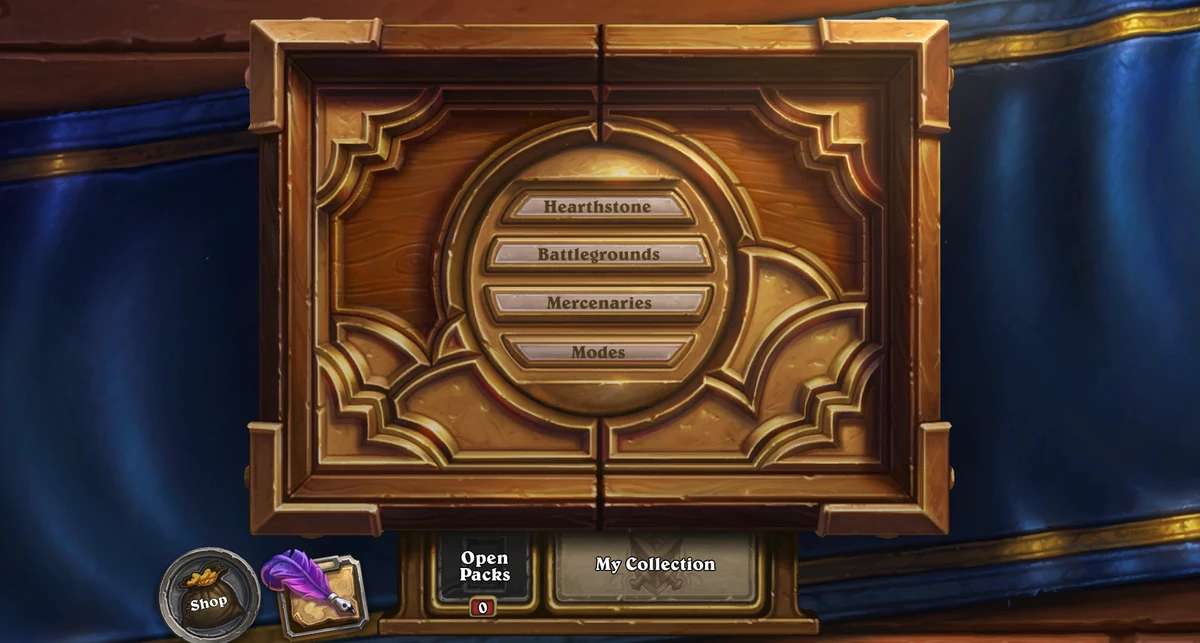 Hearthstone
Battlegrounds
Mercenaries
Modes
Open
Packs
0
My Collection
Shop